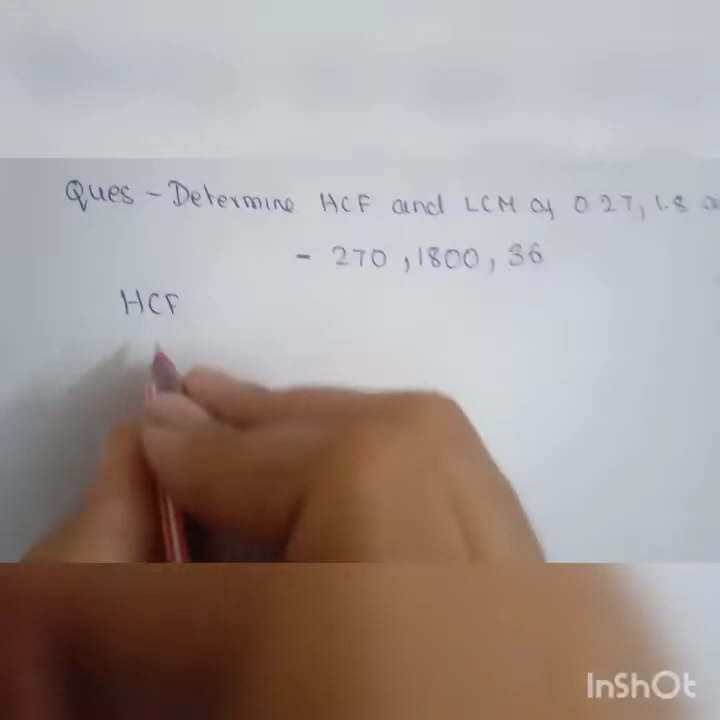 Ques - Determine HCF and LCM of 0.27, 1.8
- 270, 1800, 36
HCF
InShOt